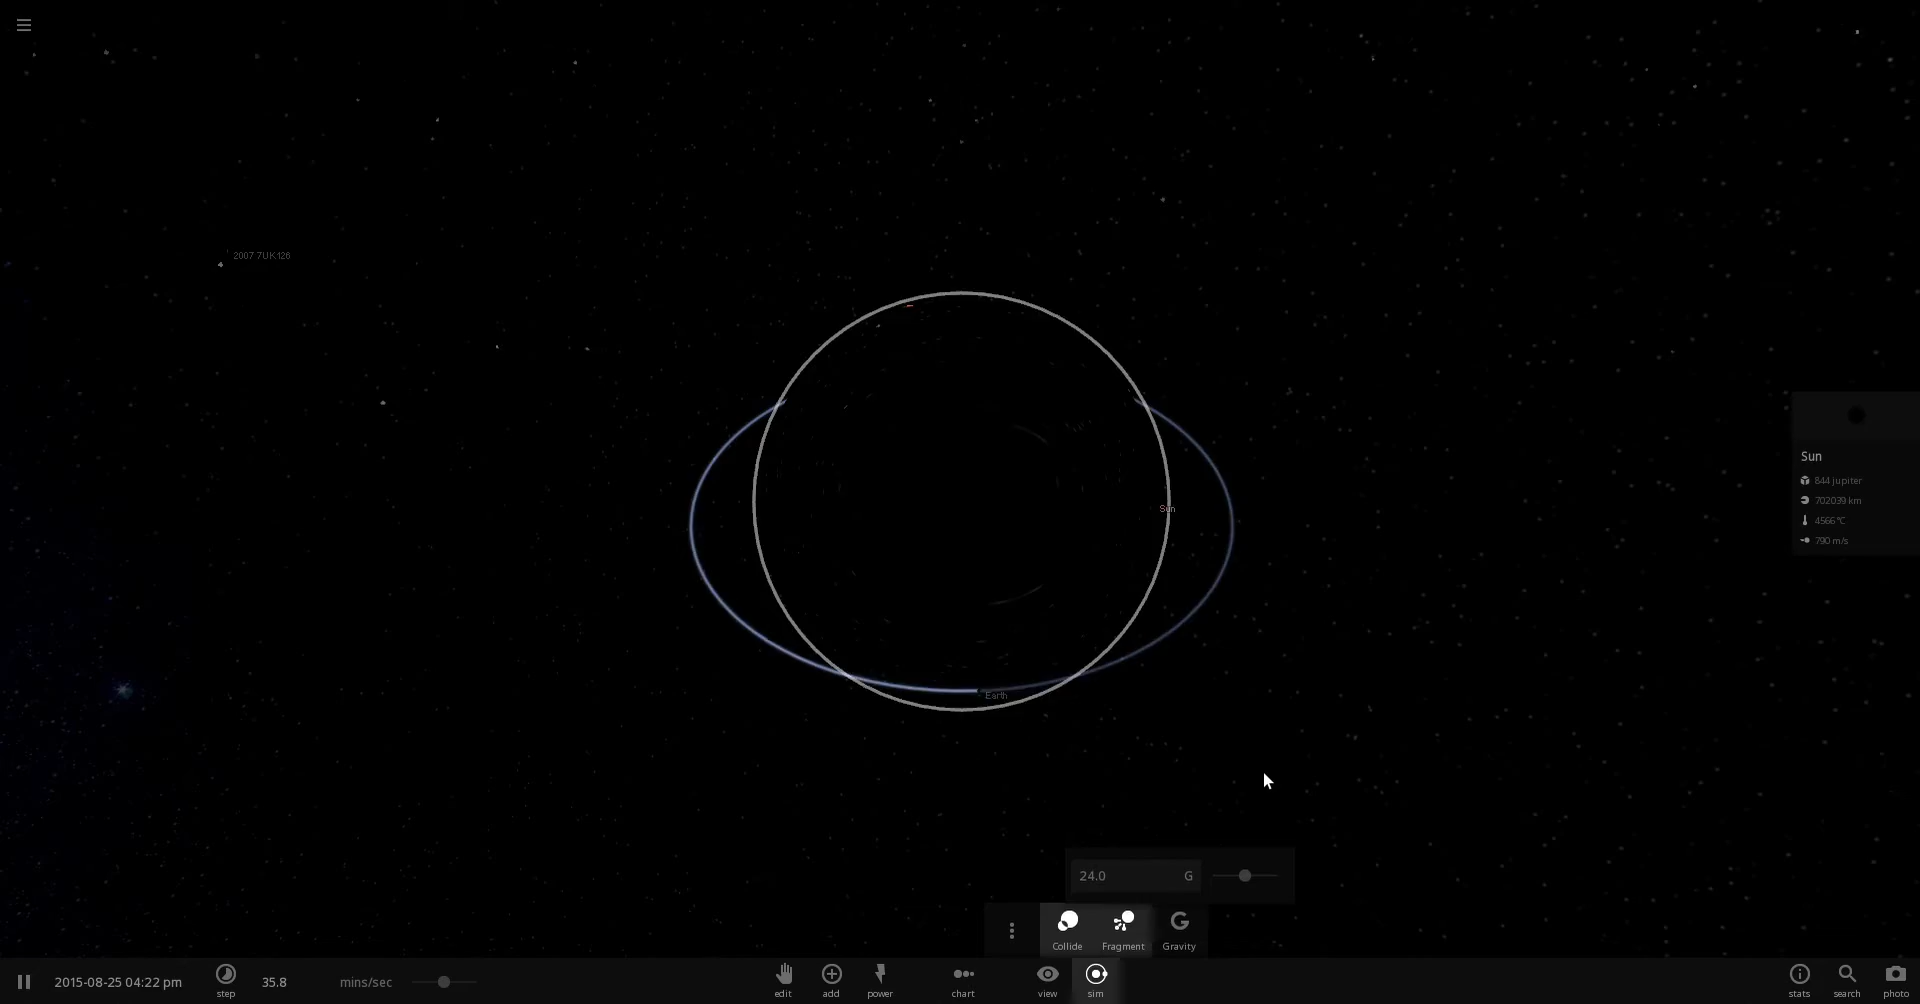 2007 7UK126
Sun
Earth
Sun
844 jupiter
702039 km
4566 °C
790 m/s
24.0 G
Collide Fragment Gravity
2015-08-25 04:22 pm step 35.8 mins/sec edit add power chart view sim stats search photo